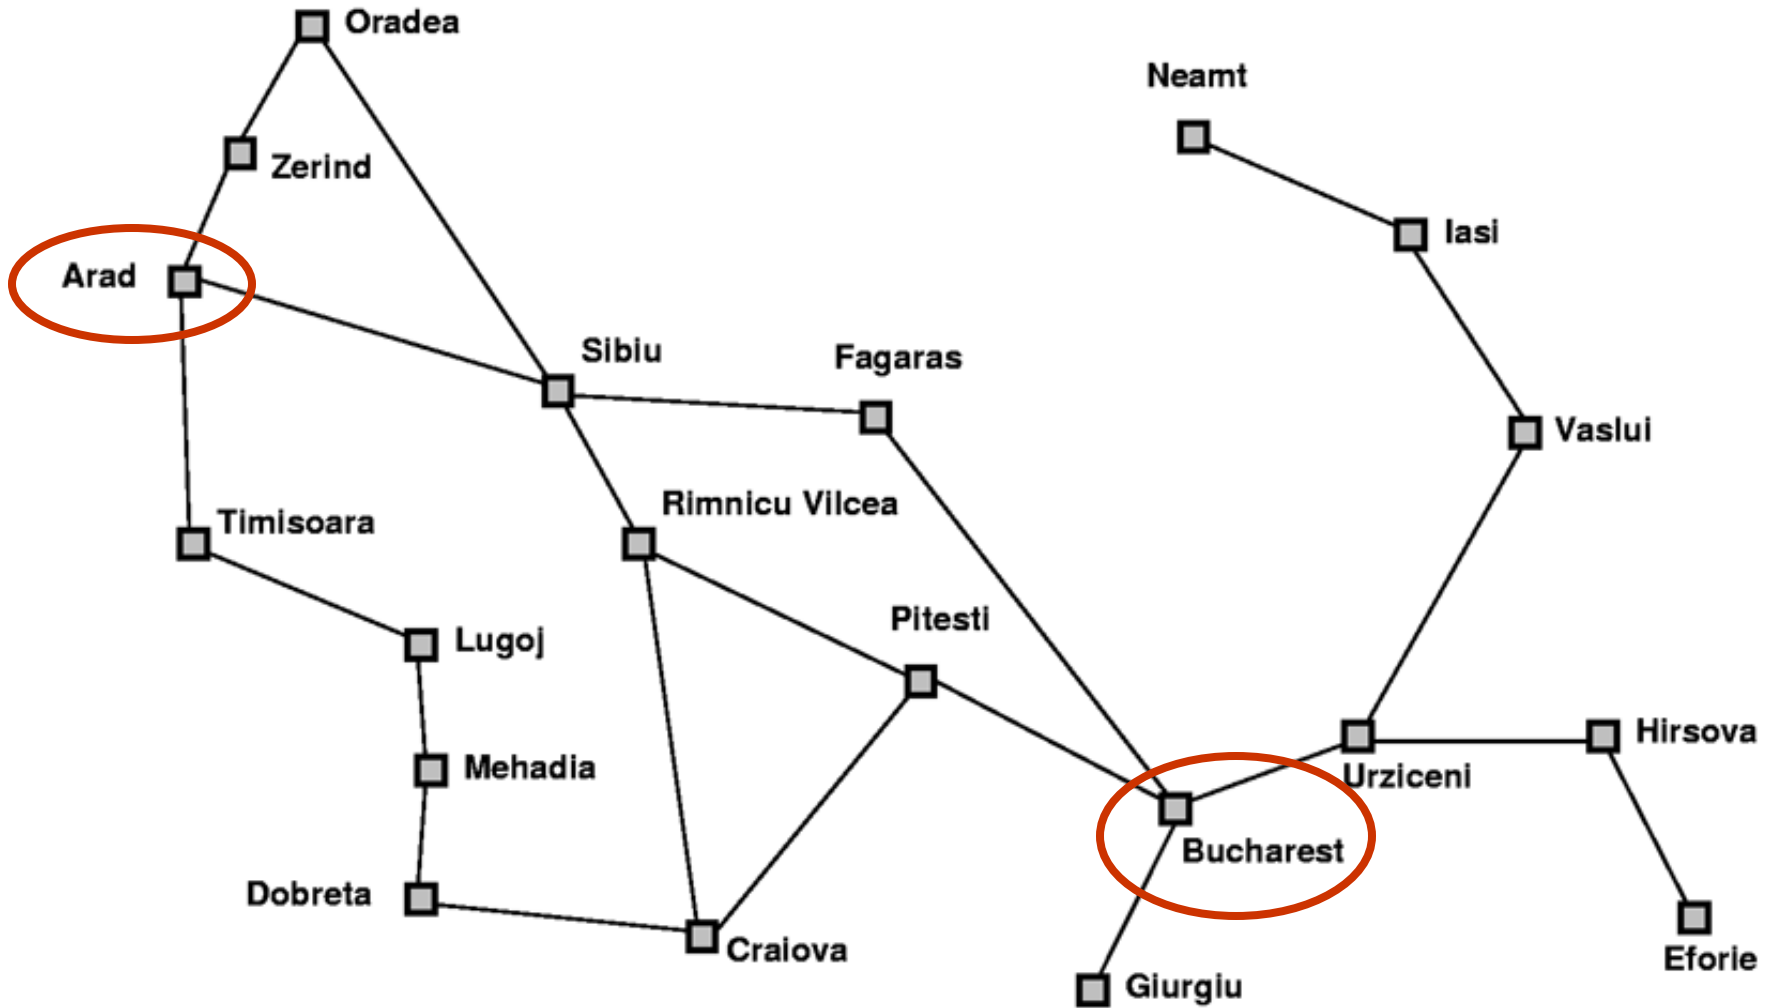 Oradea
Neamt
Zerind
Iasi
Arad
Sibiu
Fagaras
Vaslui
Rimnicu Vilcea
Timisoara
Pitesti
Lugoj
Hirsova
Mehadia
Urziceni
Bucharest
Dobreta
Craiova
Eforie
Giurgiu